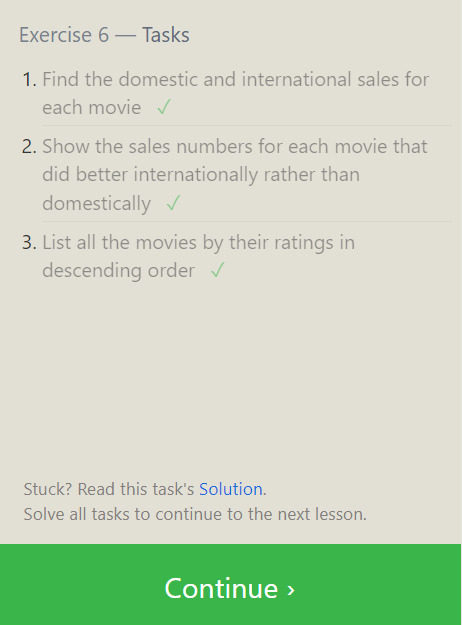 Exercise 6 — Tasks
1. Find the domestic and international sales for
each movie ✓
2. Show the sales numbers for each movie that
did better internationally rather than
domestically ✓
3. List all the movies by their ratings in
descending order ✓
Stuck? Read this task's Solution.
Solve all tasks to continue to the next lesson.
Continue ›